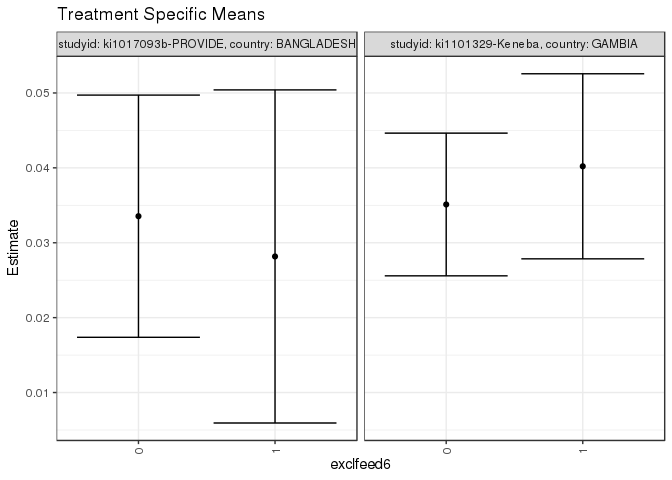 Treatment Specific Means
studyid: ki1017093b-PROVIDE, country: BANGLADESH
studyid: ki1101329-Keneba, country: GAMBIA
0.05
0.04
0.03
0.02
0.01
Estimate
0
1
0
1
exclfeed6